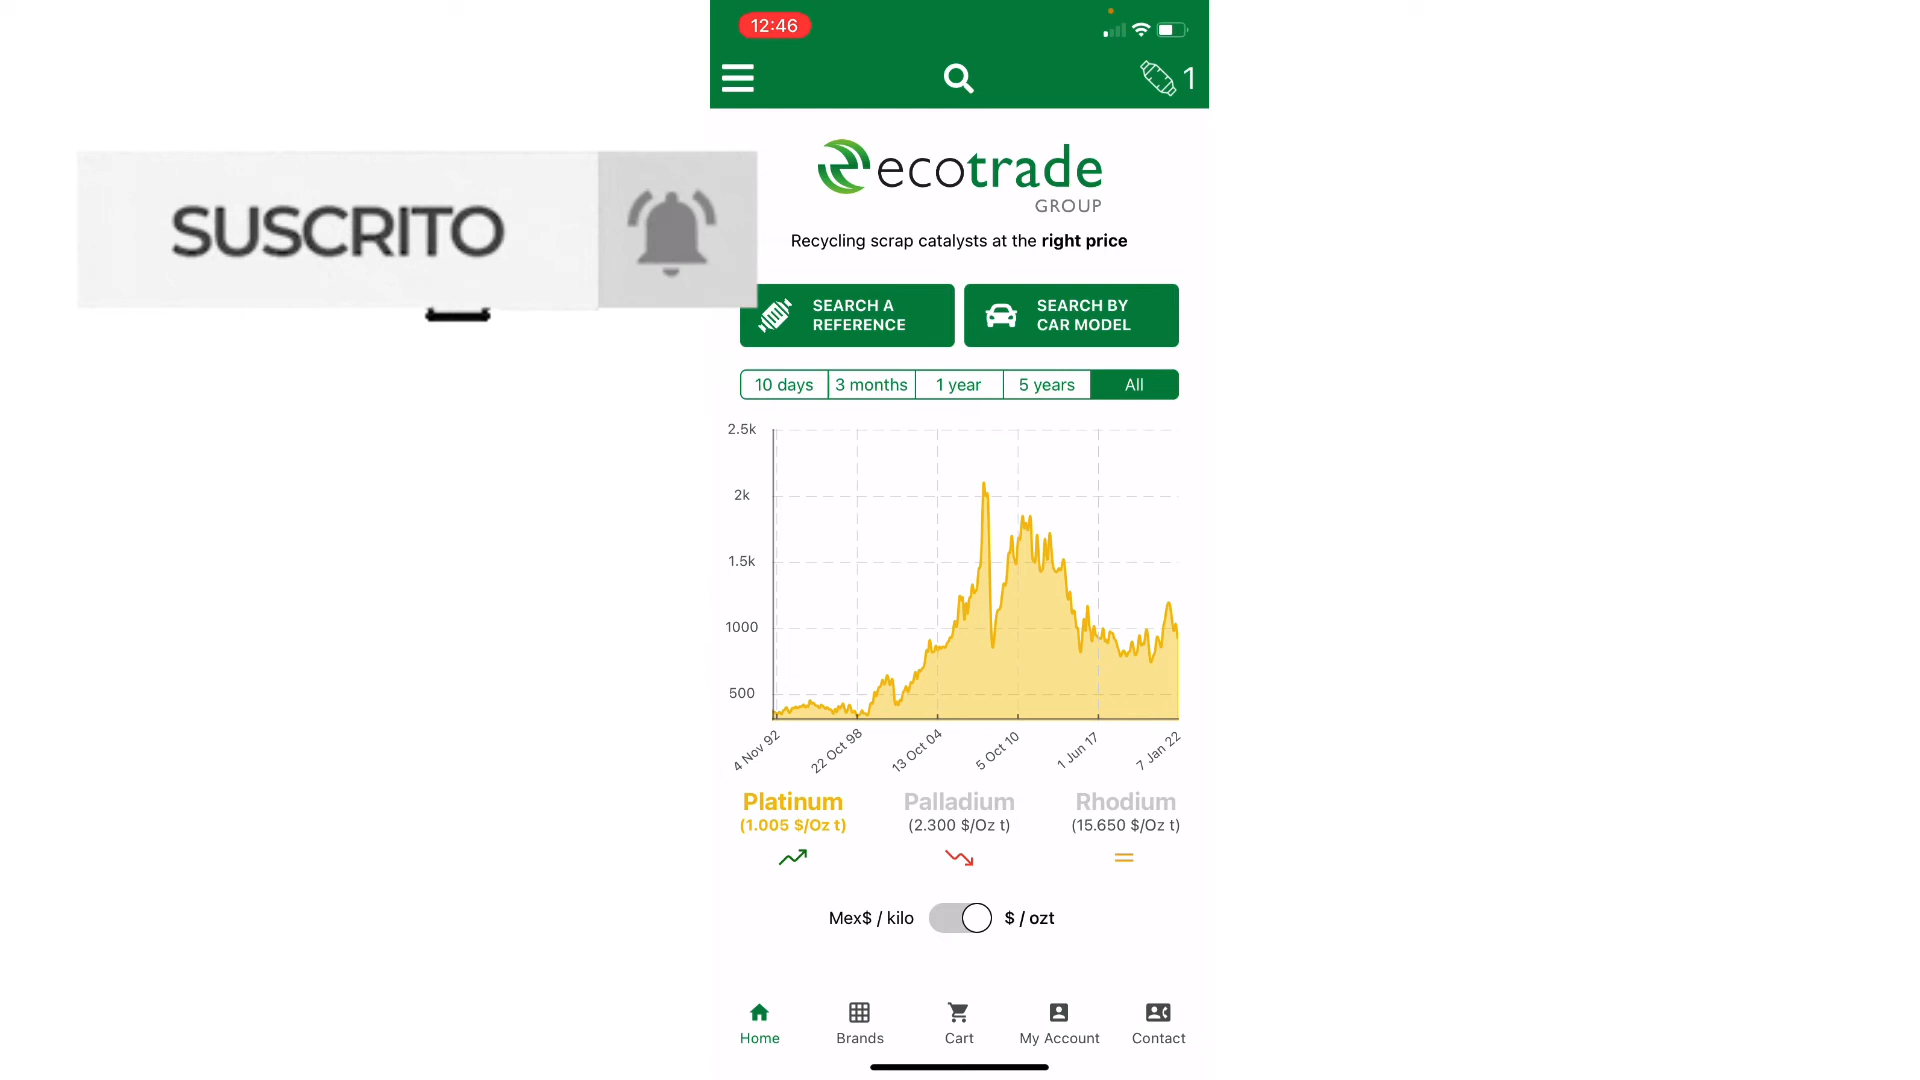 12:46
1
ecotrade
GROUP
Recycling scrap catalysts at the right price
SUSCRITO
SEARCH A
REFERENCE
SEARCH BY
CAR MODEL
10 days
3 months
1 year
5 years
All
2.5k
2k
1.5k
1000
500
4 Nov 92
22 Oct 98
13 Oct 04
5 Oct 10
1 Jun 17
7 Jan 22
Platinum
(1.005 $/Oz t)
Palladium
(2.300 $/Oz t)
Rhodium
(15.650 $/Oz t)
Mex$ / kilo
$ / ozt
Home
Brands
Cart
My Account
Contact